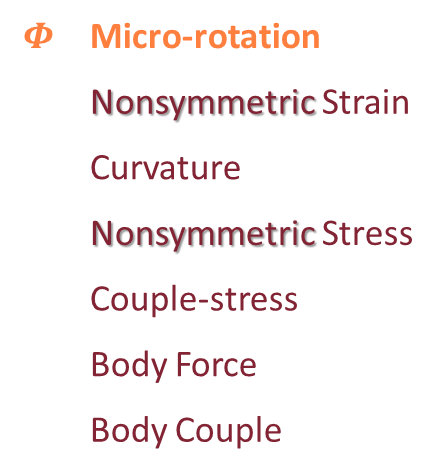 Φ Micro-rotation
Nonsymmetric Strain
Curvature
Nonsymmetric Stress
Couple-stress
Body Force
Body Couple